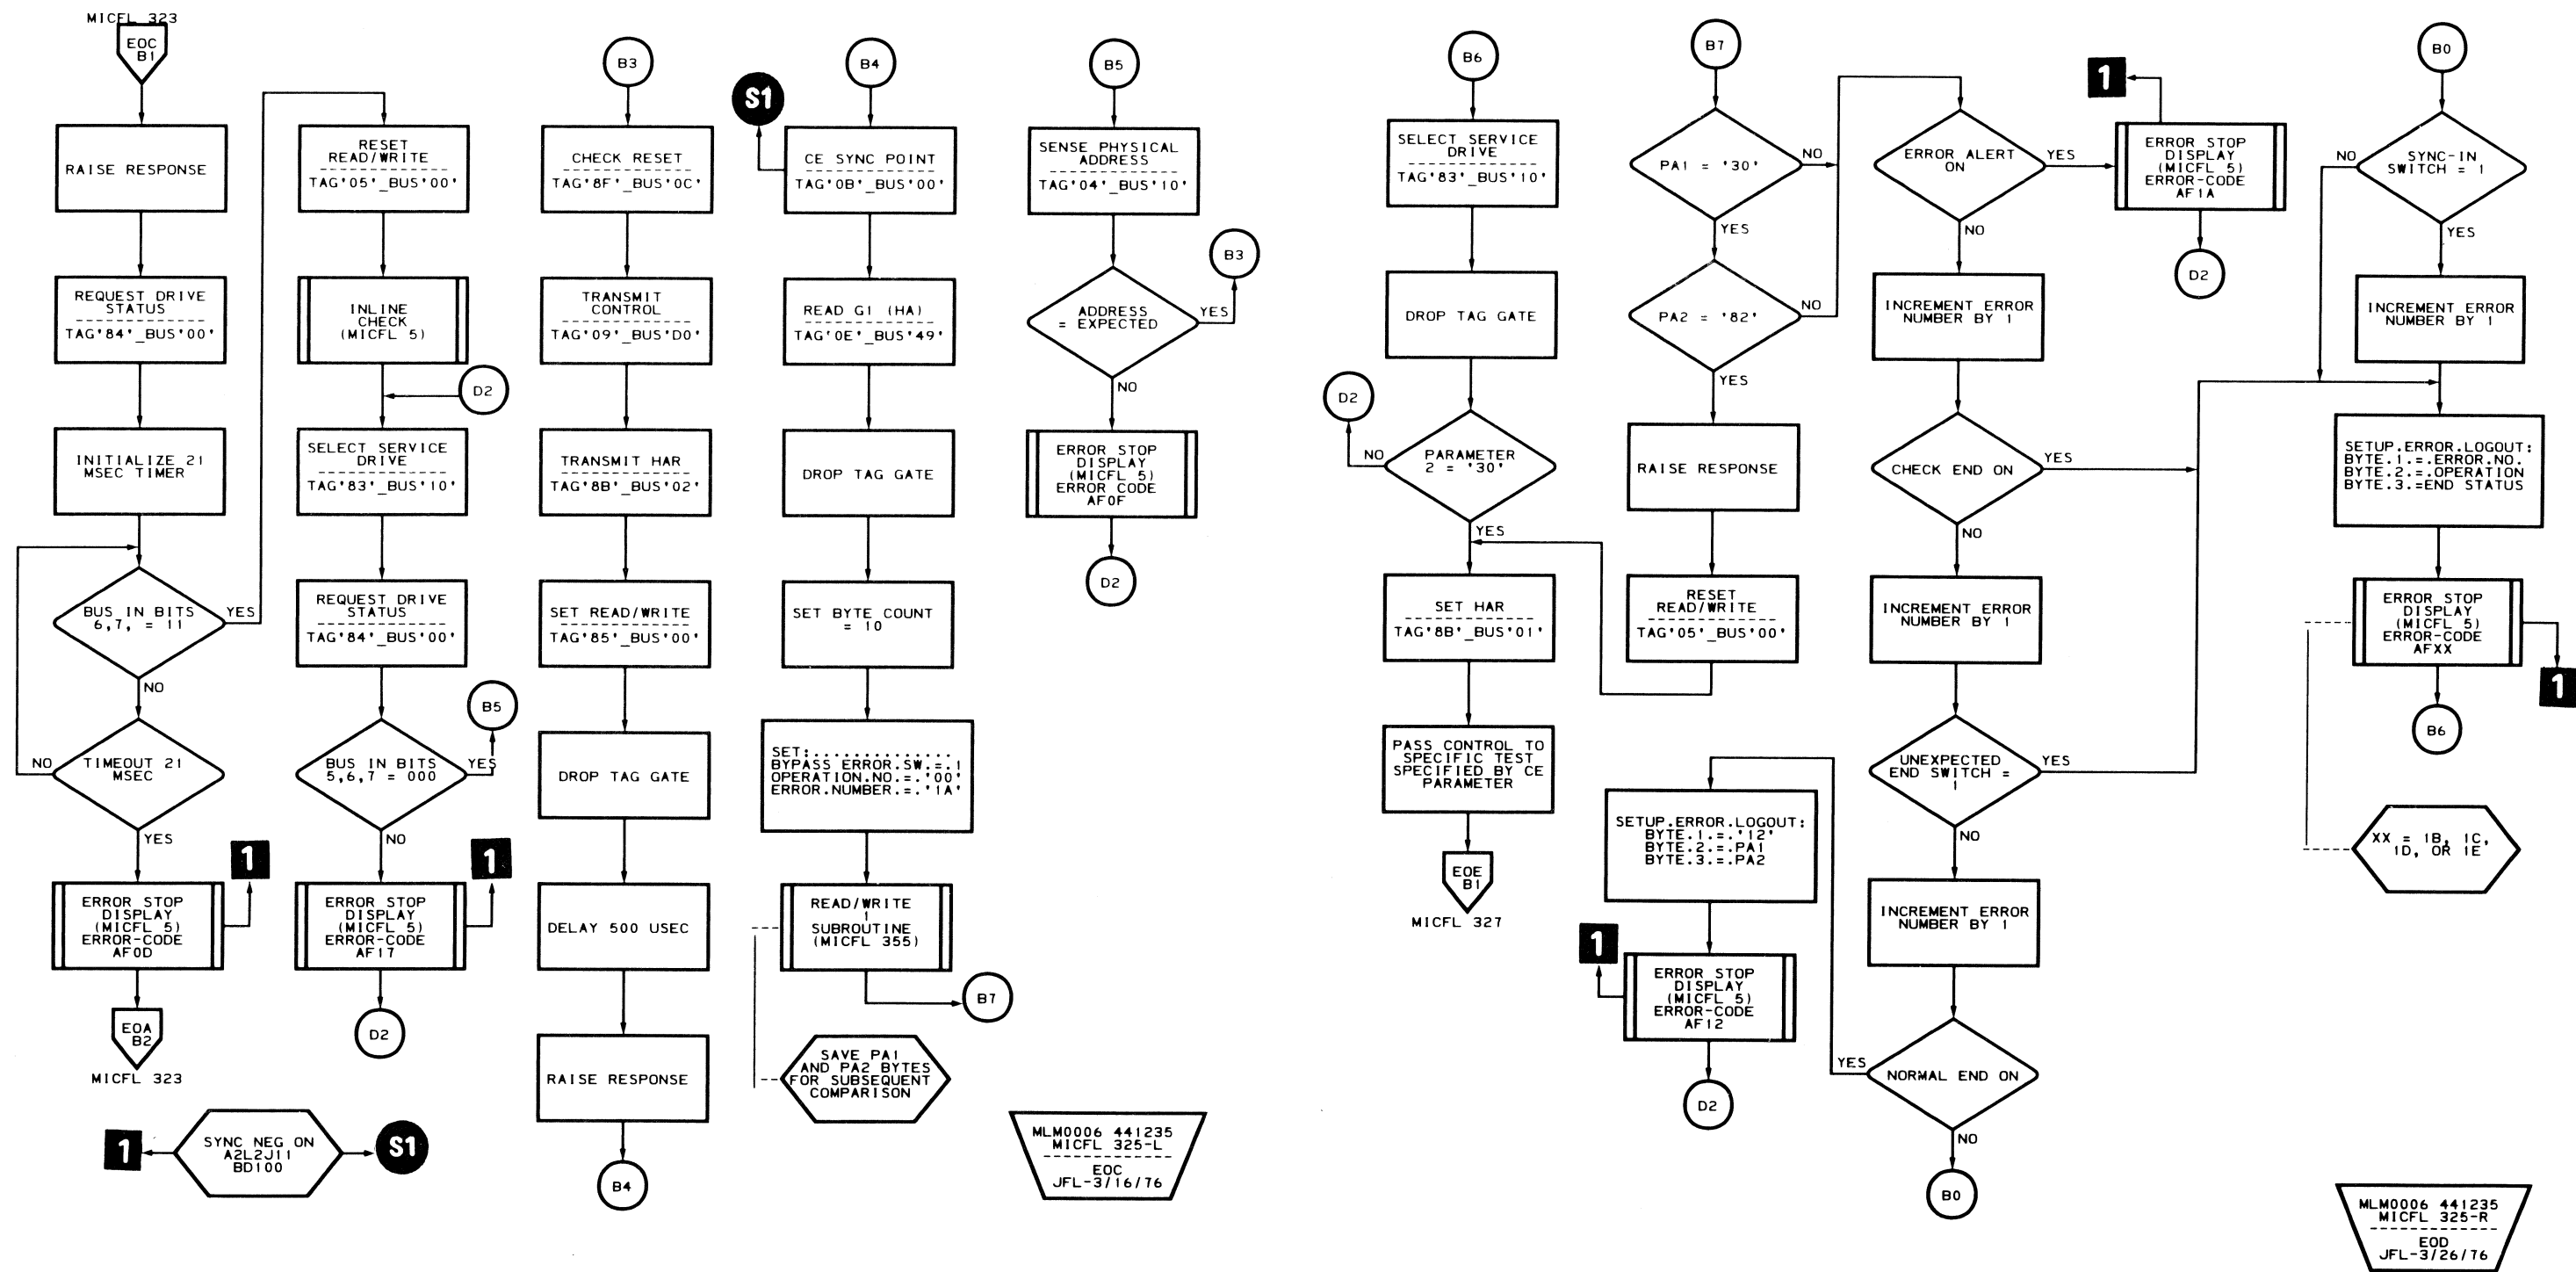 MICFL 323
EOC
B1
RAISE RESPONSE
REQUEST DRIVE
STATUS
TAG'84'_BUS'00'
INITIALIZE 21
MSEC TIMER
BUS IN BITS
6,7, = 11
YES
NO
TIMEOUT 21
MSEC
NO
YES
1
ERROR STOP
DISPLAY
(MICFL 5)
ERROR-CODE
AF0D
EOA
B2
MICFL 323
1
SYNC NEG ON
A2L2J11
BD100
S1
RESET
READ/WRITE
TAG'05'_BUS'00'
INLINE
CHECK
(MICFL 5)
D2
SELECT SERVICE
DRIVE
TAG'83'_BUS'10'
REQUEST DRIVE
STATUS
TAG'84'_BUS'00'
B5
BUS IN BITS
5,6,7 = 000
YES
NO
1
ERROR STOP
DISPLAY
(MICFL 5)
ERROR-CODE
AF17
D2
B3
CHECK RESET
TAG'8F'_BUS'0C'
TRANSMIT
CONTROL
TAG'09'_BUS'D0'
TRANSMIT HAR
TAG'8B'_BUS'02'
SET READ/WRITE
TAG'85'_BUS'00'
DROP TAG GATE
DELAY 500 USEC
RAISE RESPONSE
B4
B4
S1
CE SYNC POINT
TAG'0B'_BUS'00'
READ G1 (HA)
TAG'0E'_BUS'49'
DROP TAG GATE
SET BYTE COUNT
= 10
SET:..............
BYPASS ERROR.SW.=.1
OPERATION.NO.=.'00'
ERROR.NUMBER.=.'1A'
READ/WRITE
1
SUBROUTINE
(MICFL 355)
B7
SAVE PA1
AND PA2 BYTES
FOR SUBSEQUENT
COMPARISON
B5
SENSE PHYSICAL
ADDRESS
TAG'04'_BUS'10'
B3
ADDRESS
= EXPECTED
YES
NO
ERROR STOP
DISPLAY
(MICFL 5)
ERROR CODE
AF0F
D2
MLM0006 441235
MICFL 325-L
EOC
JFL-3/16/76
B6
SELECT SERVICE
DRIVE
TAG'83'_BUS'10'
DROP TAG GATE
D2
NO
PARAMETER
2 = '30'
YES
SET HAR
TAG'8B'_BUS'01'
PASS CONTROL TO
SPECIFIC TEST
SPECIFIED BY CE
PARAMETER
EOE
B1
MICFL 327
B7
PA1 = '30'
NO
YES
PA2 = '82'
NO
YES
RAISE RESPONSE
RESET
READ/WRITE
TAG'05'_BUS'00'
SETUP.ERROR.LOGOUT:
BYTE.1.=.'12'
BYTE.2.=.PA1
BYTE.3.=.PA2
1
ERROR STOP
DISPLAY
(MICFL 5)
ERROR-CODE
AF12
D2
ERROR ALERT
ON
YES
NO
INCREMENT ERROR
NUMBER BY 1
CHECK END ON
YES
NO
INCREMENT ERROR
NUMBER BY 1
UNEXPECTED
END SWITCH =
1
YES
NO
INCREMENT ERROR
NUMBER BY 1
YES
NORMAL END ON
NO
B0
1
ERROR STOP
DISPLAY
(MICFL 5)
ERROR-CODE
AF1A
D2
B0
NO
SYNC-IN
SWITCH = 1
YES
INCREMENT ERROR
NUMBER BY 1
SETUP.ERROR.LOGOUT:
BYTE.1.=.ERROR.NO.
BYTE.2.=.OPERATION
BYTE.3.=END STATUS
ERROR STOP
DISPLAY
(MICFL 5)
ERROR-CODE
AFXX
1
B6
XX = 1B, 1C,
1D, OR 1E
MLM0006 441235
MICFL 325-R
EOD
JFL-3/26/76